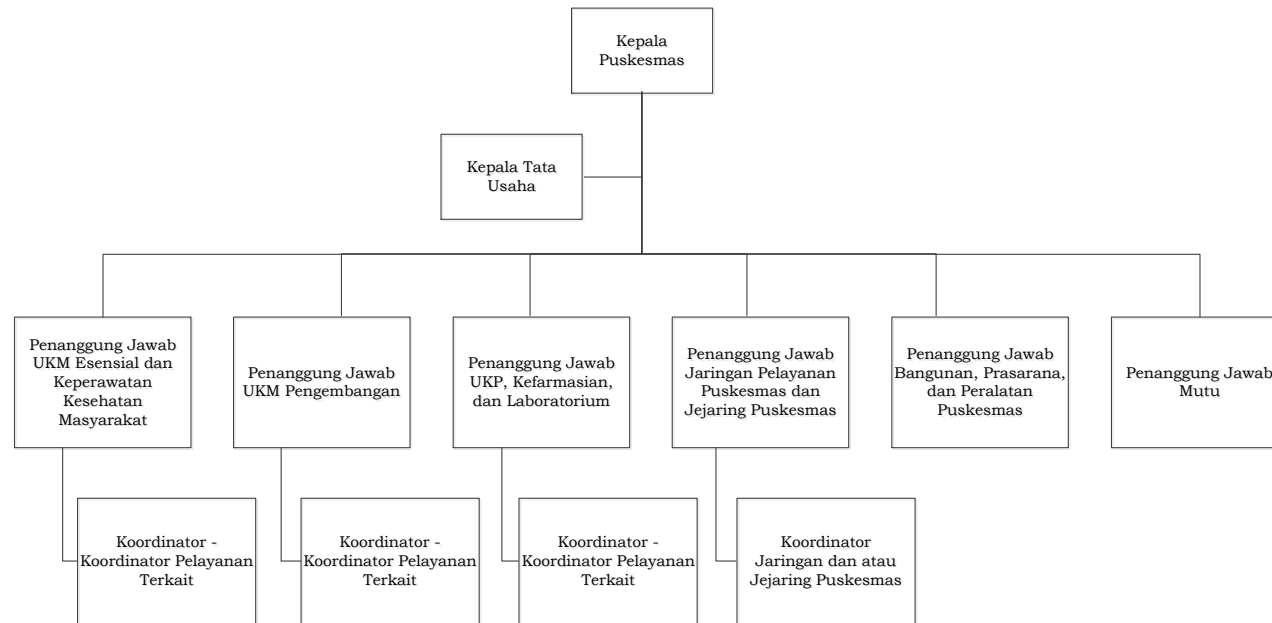 Kepala
Puskesmas
Kepala Tata
Usaha
Penanggung Jawab
UKM Esensial dan
Keperawatan
Kesehatan
Masyarakat
Penanggung Jawab
UKM Pengembangan
Penanggung Jawab
UKP, Kefarmasian,
dan Laboratorium
Penanggung Jawab
Jaringan Pelayanan
Puskesmas dan
Jejaring Puskesmas
Penanggung Jawab
Bangunan, Prasarana,
dan Peralatan
Puskesmas
Penanggung Jawab
Mutu
Koordinator -
Koordinator Pelayanan
Terkait
Koordinator -
Koordinator Pelayanan
Terkait
Koordinator -
Koordinator Pelayanan
Terkait
Koordinator
Jaringan dan atau
Jejaring Puskesmas